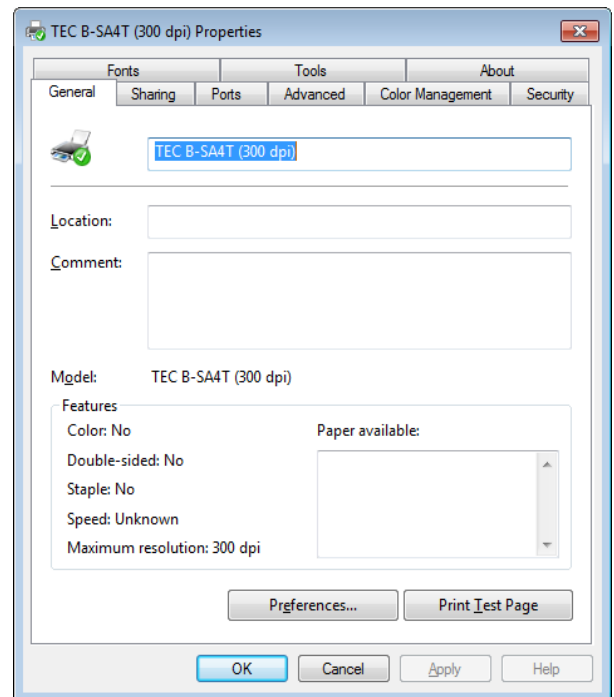 TEC B-SA4T (300 dpi) Properties
Fonts Tools About
General Sharing Ports Advanced Color Management Security
TEC B-SA4T (300 dpi)
Location:
Comment:
Model: TEC B-SA4T (300 dpi)
Features
Color: No Paper available:
Double-sided: No
Staple: No
Speed: Unknown
Maximum resolution: 300 dpi
Preferences... Print Test Page
OK Cancel Apply Help